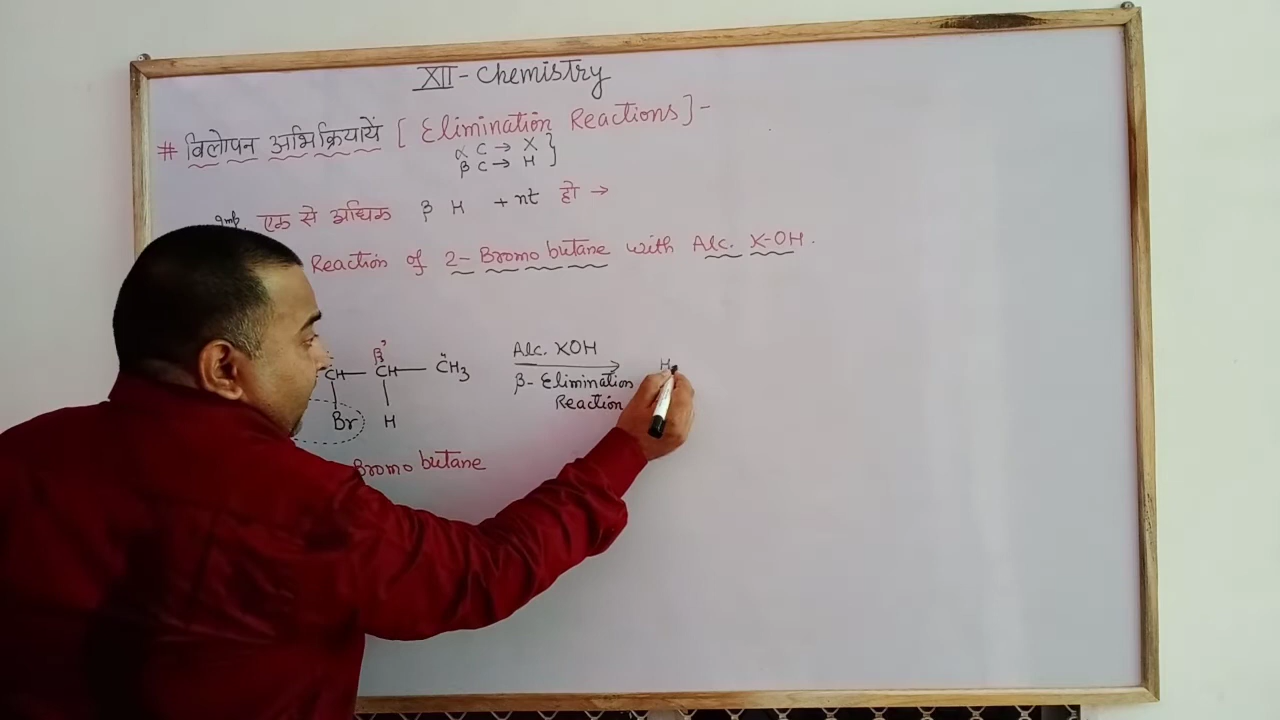 XII - Chemistry
# विलोपन अभिक्रियायें [ Elimination Reactions ] -
α C → X
β C → H
एक से अधिक β H + nt हो →
Reaction of 2- Bromo butane with Alc. K-OH.
β'
CH — CH — CH3
Br H
Alc. KOH
β- Elimination
Reaction
H
Bromo butane